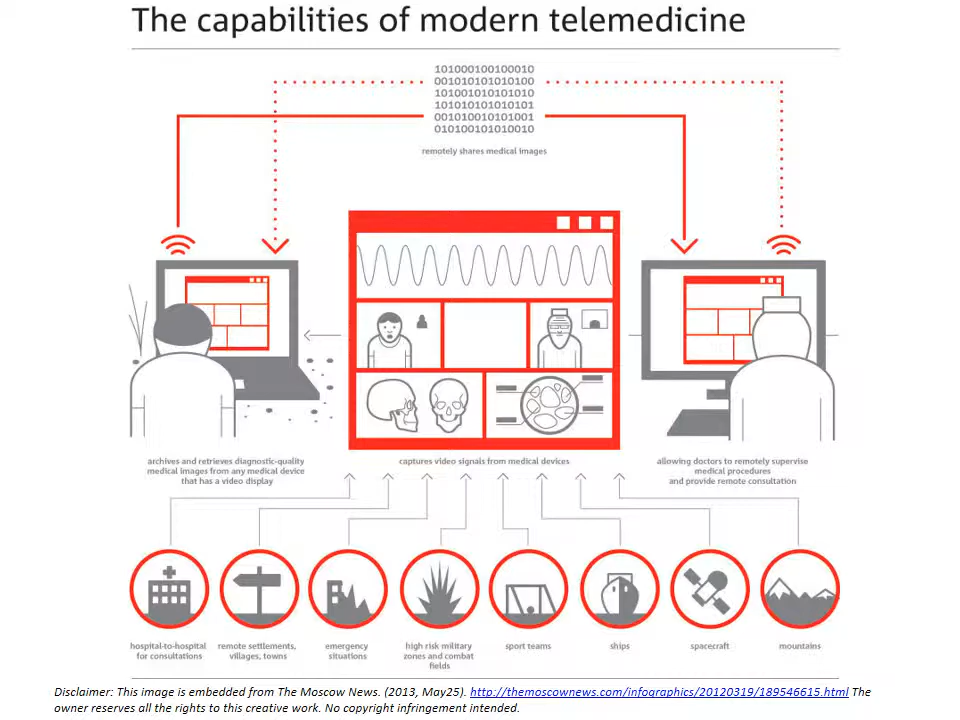 The capabilities of modern telemedicine
101000100100010
001010101010100
101001010101010
101010101010101
001010010101001
010100101010010
remotely shares medical images
archives and retrieves diagnostic-quality
medical images from any medical device
that has a video display
captures video signals from medical devices
allowing doctors to remotely supervise
medical procedures
and provide remote consultation
hospital-to-hospital
for consultations
remote settlements,
villages, towns
emergency
situations
high risk military
zones and combat
fields
sport teams
ships
spacecraft
mountains
Disclaimer: This image is embedded from The Moscow News. (2013, May25). http://themoscownews.com/infographics/20120319/189546615.html The
owner reserves all the rights to this creative work. No copyright infringement intended.